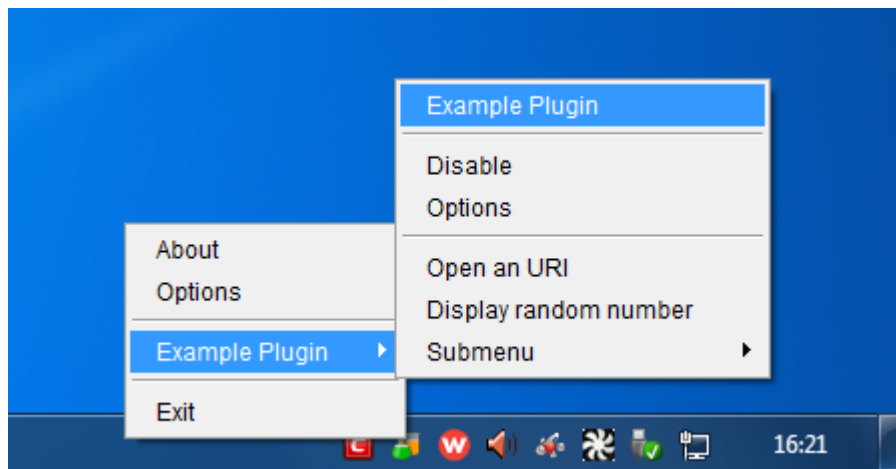 About
Options
Example Plugin
Exit
Example Plugin
Disable
Options
Open an URI
Display random number
Submenu
16:21